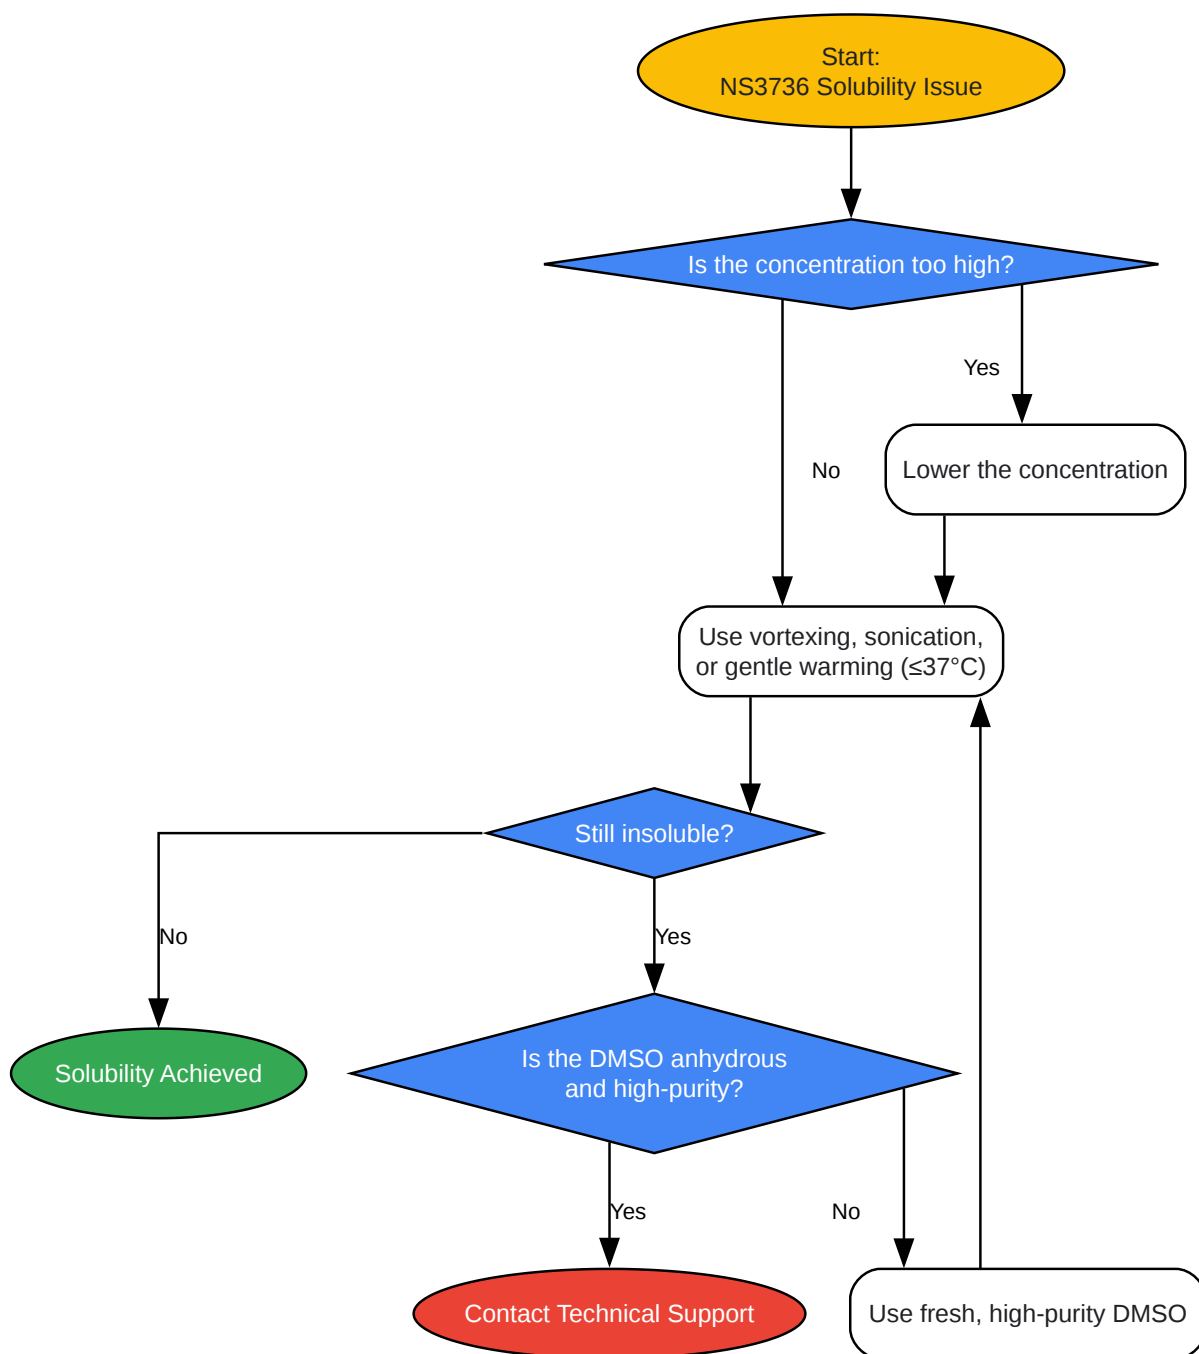 Start:
NS3736 Solubility Issue
Is the concentration too high?
Yes
No
Lower the concentration
Use vortexing, sonication,
or gentle warming (≤37°C)
Still insoluble?
No
Yes
Solubility Achieved
Is the DMSO anhydrous
and high-purity?
Yes
No
Contact Technical Support
Use fresh, high-purity DMSO